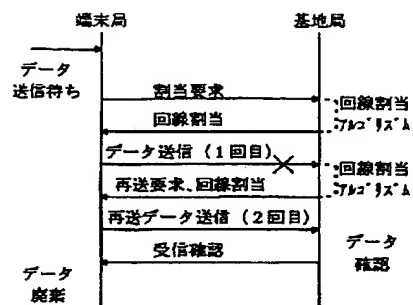 端末局
基地局
データ
送信待ち
割当要求
回線割当
回線割当
アルゴリズム
データ送信（1回目）
回線割当
アルゴリズム
再送要求、回線割当
再送データ送信（2回目）
受信確認
データ
確認
データ
廃棄